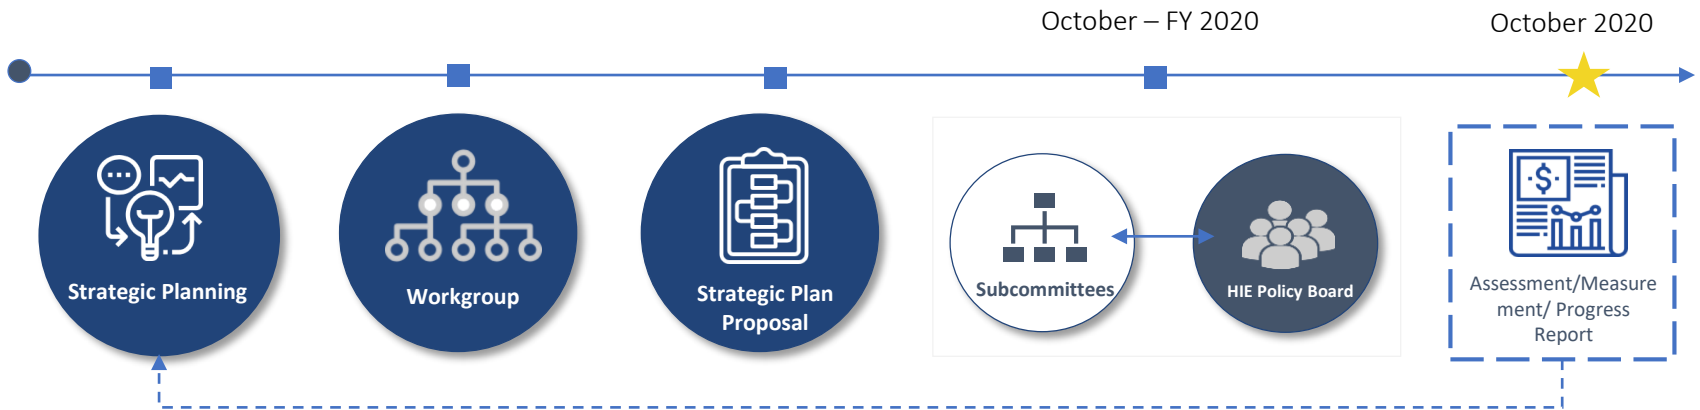 October – FY 2020
October 2020
Strategic Planning
Workgroup
Strategic Plan
Proposal
Subcommittees
HIE Policy Board
Assessment/Measure
ment/ Progress
Report